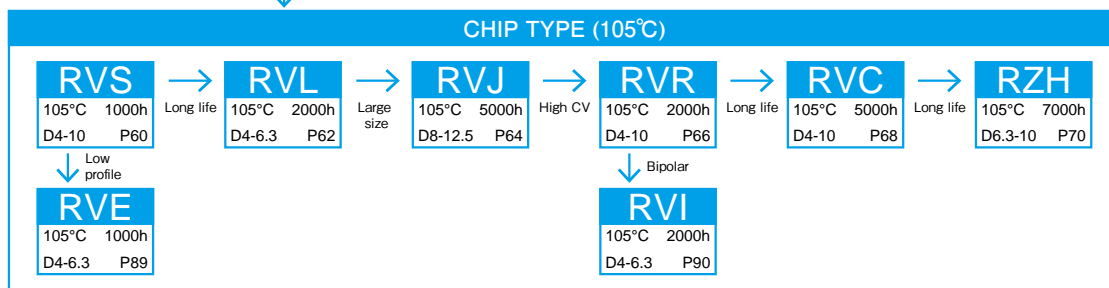 CHIP TYPE (105℃)
RVS
105°C 1000h
D4-10 P60
Long life
RVL
105°C 2000h
D4-6.3 P62
Large
size
RVJ
105°C 5000h
D8-12.5 P64
High CV
RVR
105°C 2000h
D4-10 P66
Long life
RVC
105°C 5000h
D4-10 P68
Long life
RZH
105°C 7000h
D6.3-10 P70
Low
profile
RVE
105°C 1000h
D4-6.3 P89
Bipolar
RVI
105°C 2000h
D4-6.3 P90